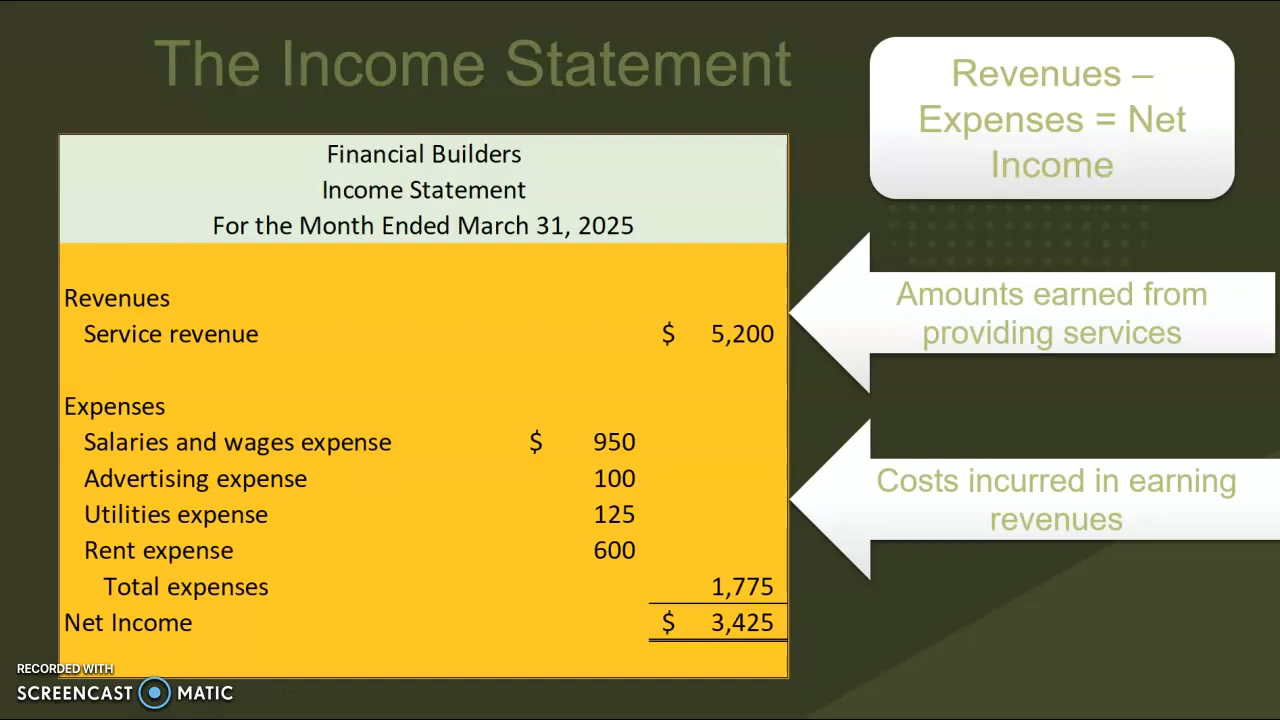 The Income Statement
Revenues –
Expenses = Net
Income
Financial Builders
Income Statement
For the Month Ended March 31, 2025
Revenues
Service revenue $ 5,200
Amounts earned from
providing services
Expenses
Salaries and wages expense $ 950
Advertising expense 100
Utilities expense 125
Rent expense 600
Total expenses 1,775
Net Income $ 3,425
Costs incurred in earning
revenues
RECORDED WITH
SCREENCAST MATIC